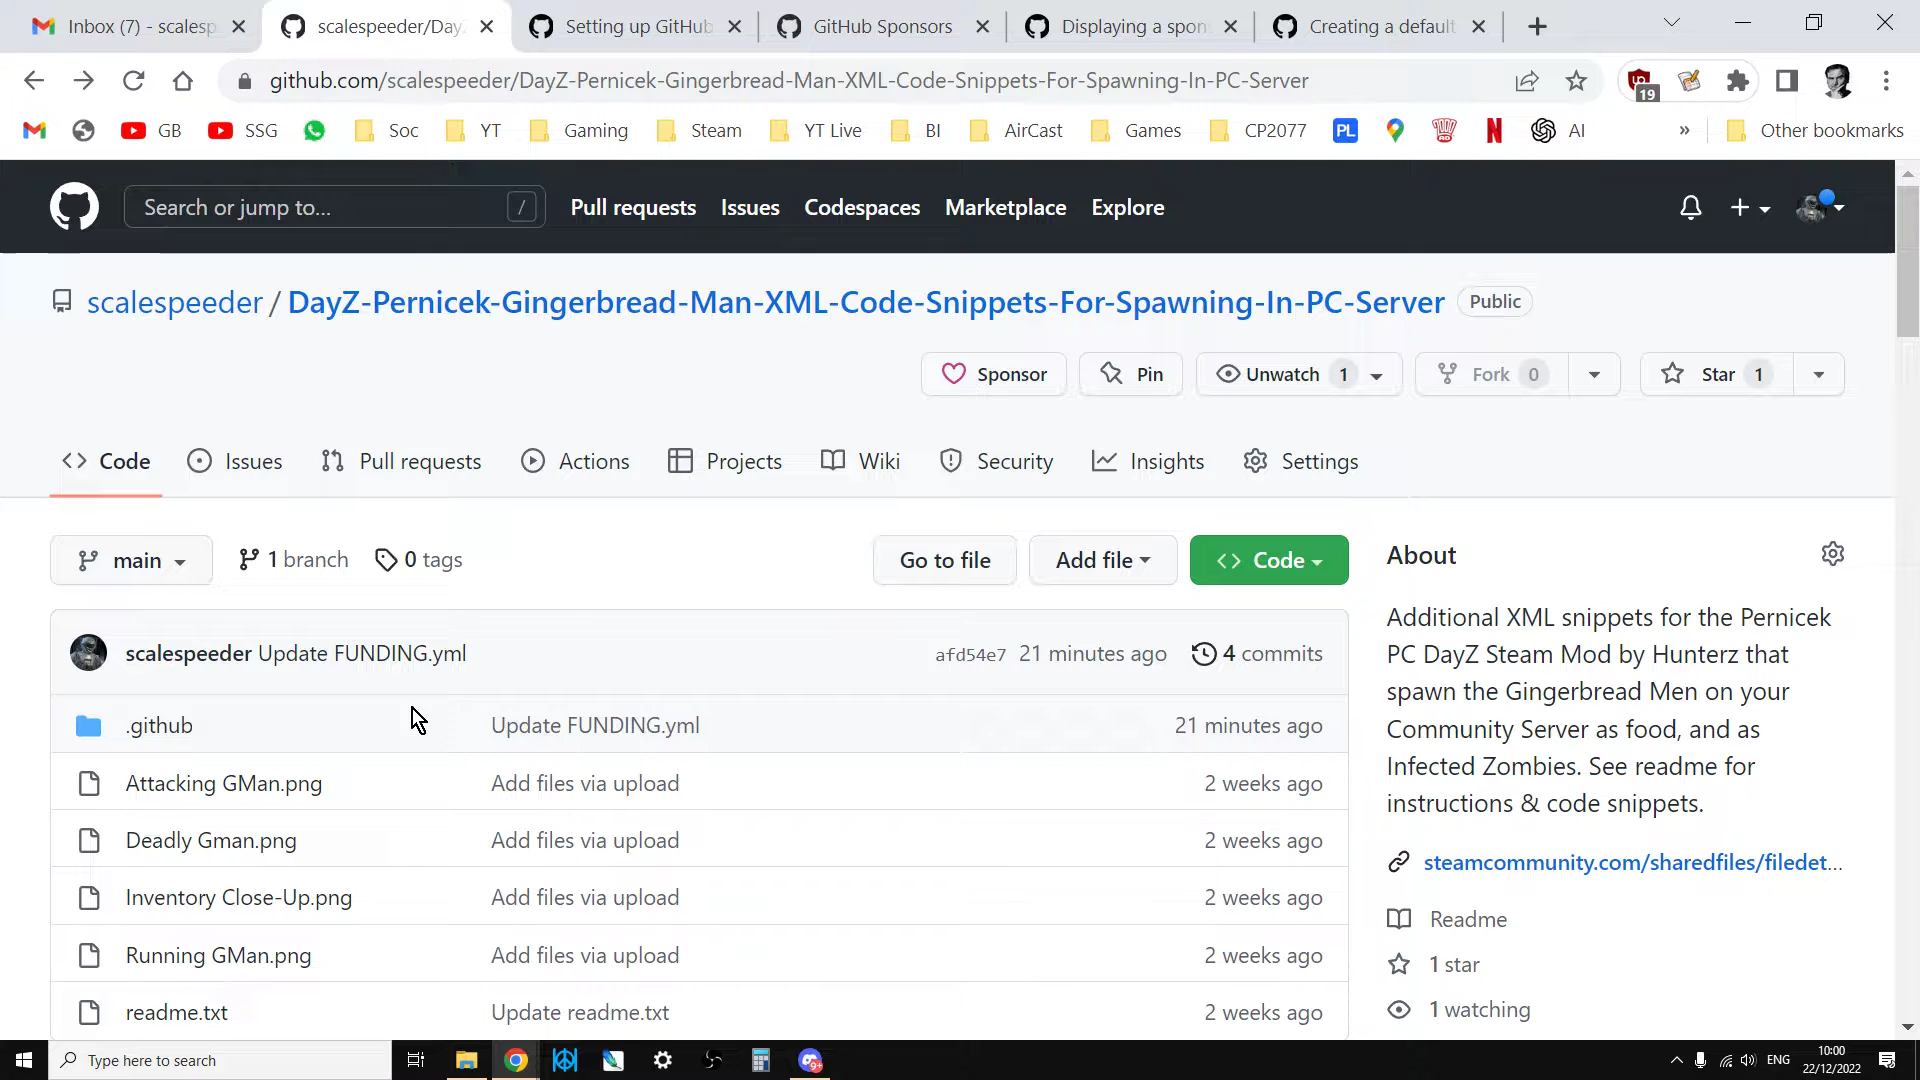 Inbox (7) - scalesp
scalespeeder/Day
Setting up GitHub
GitHub Sponsors
Displaying a spon
Creating a default
github.com/scalespeeder/DayZ-Pernicek-Gingerbread-Man-XML-Code-Snippets-For-Spawning-In-PC-Server
19
GB
SSG
Soc
YT
Gaming
Steam
YT Live
BI
AirCast
Games
CP2077
PL
AI
»
Other bookmarks
Search or jump to...
/
Pull requests
Issues
Codespaces
Marketplace
Explore
scalespeeder / DayZ-Pernicek-Gingerbread-Man-XML-Code-Snippets-For-Spawning-In-PC-Server
Public
Sponsor
Pin
Unwatch 1
Fork 0
Star 1
Code
Issues
Pull requests
Actions
Projects
Wiki
Security
Insights
Settings
main
1 branch
0 tags
Go to file
Add file
Code
About
scalespeeder Update FUNDING.yml
afd54e7 21 minutes ago
4 commits
.github
Update FUNDING.yml
21 minutes ago
Attacking GMan.png
Add files via upload
2 weeks ago
Deadly Gman.png
Add files via upload
2 weeks ago
Inventory Close-Up.png
Add files via upload
2 weeks ago
Running GMan.png
Add files via upload
2 weeks ago
readme.txt
Update readme.txt
2 weeks ago
Additional XML snippets for the Pernicek
PC DayZ Steam Mod by Hunterz that
spawn the Gingerbread Men on your
Community Server as food, and as
Infected Zombies. See readme for
instructions & code snippets.
steamcommunity.com/sharedfiles/filedet...
Readme
1 star
1 watching
Type here to search
ENG
10:00
22/12/2022